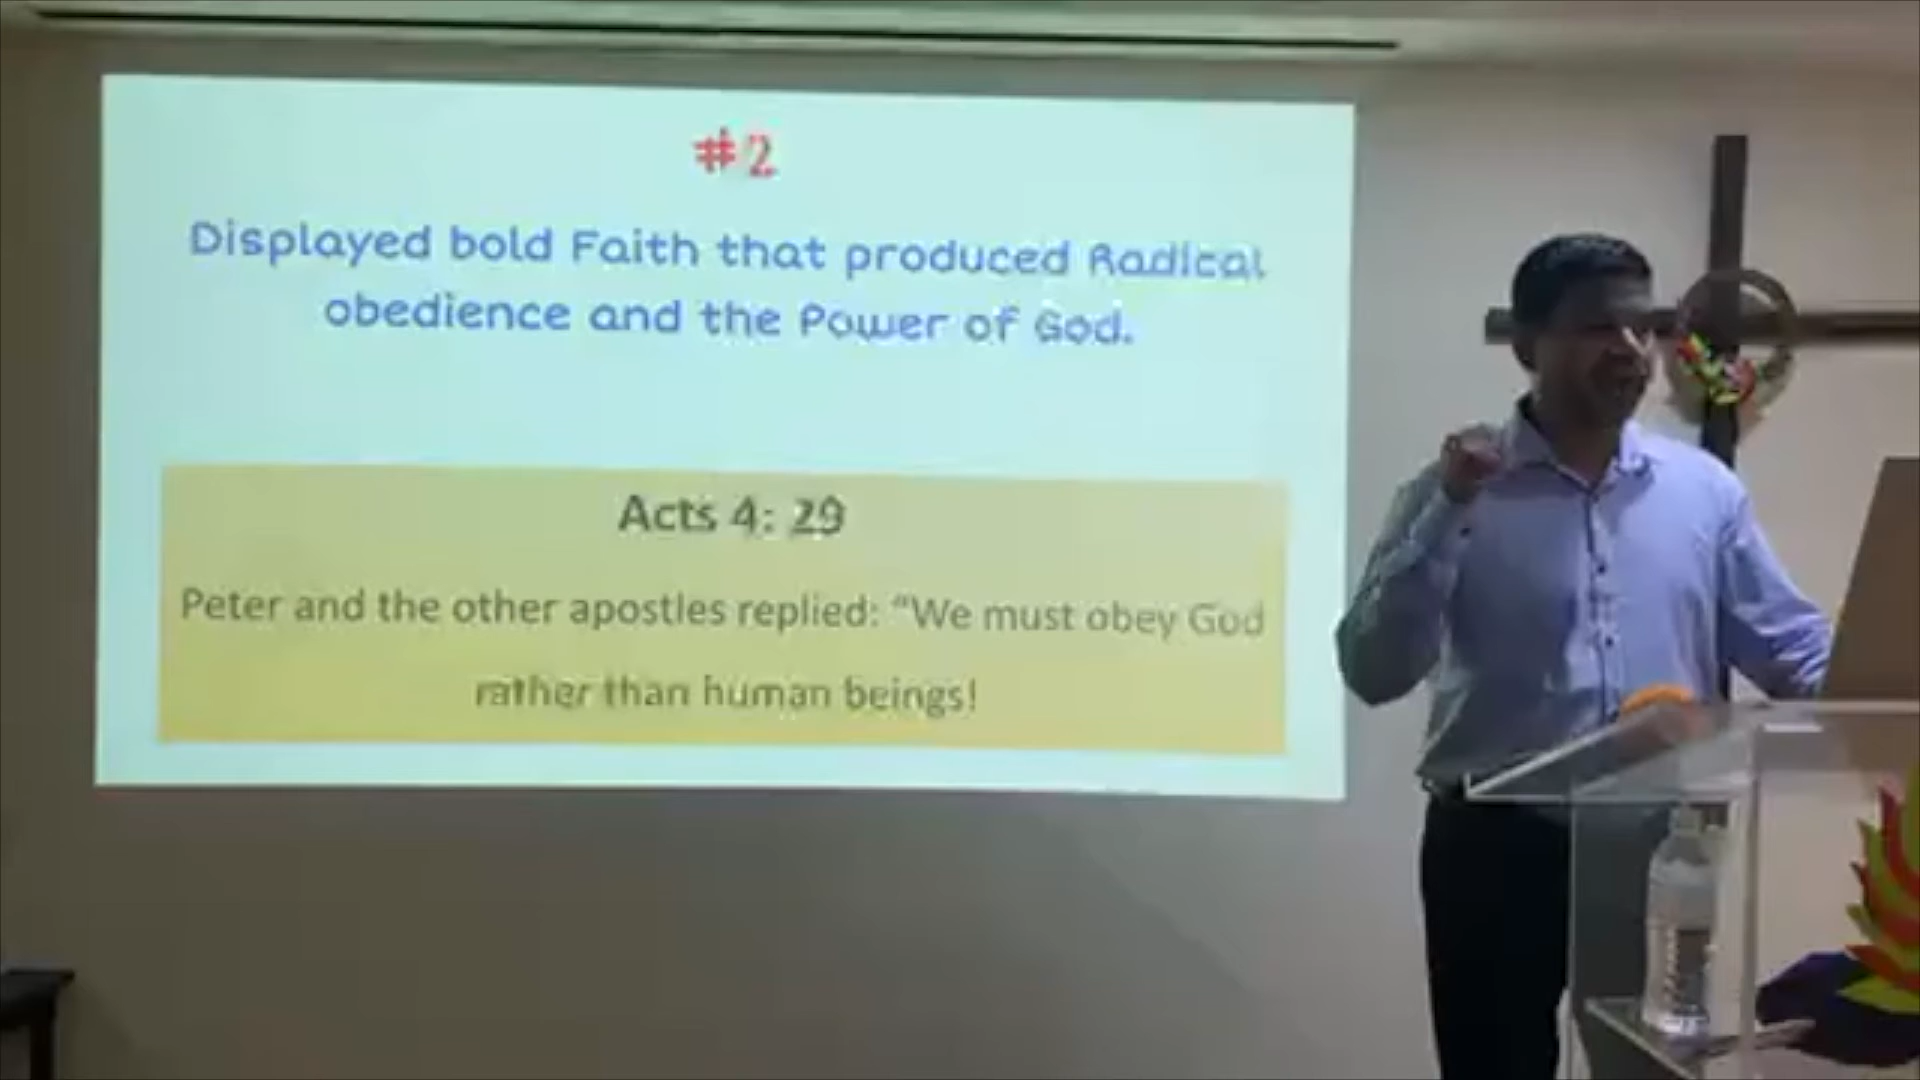 #2
Displayed bold Faith that produced Radical
obedience and the Power of God.
Acts 4: 29
Peter and the other apostles replied: “We must obey God
rather than human beings!